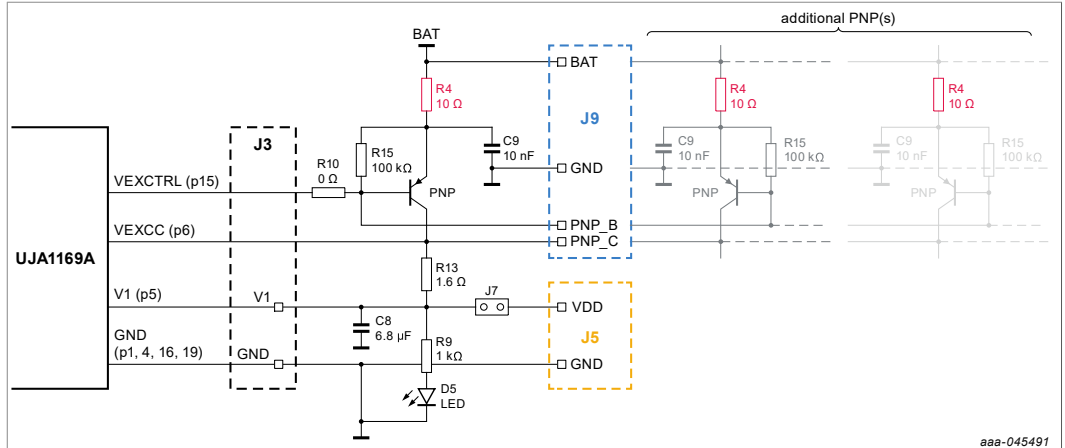 additional PNP(s)
BAT
BAT
R4
10 Ω
R4
10 Ω
R4
10 Ω
J9
J3
C9
10 nF
R15
100 kΩ
R10
0 Ω
C9
10 nF
R15
100 kΩ
C9
10 nF
R15
100 kΩ
GND
VEXCTRL (p15)
PNP
PNP
PNP
PNP_B
VEXCC (p6)
PNP_C
UJA1169A
R13
1.6 Ω
V1 (p5)
V1
J7
VDD
C8
6.8 µF
J5
GND
(p1, 4, 16, 19)
GND
R9
1 kΩ
GND
D5
LED
aaa-045491